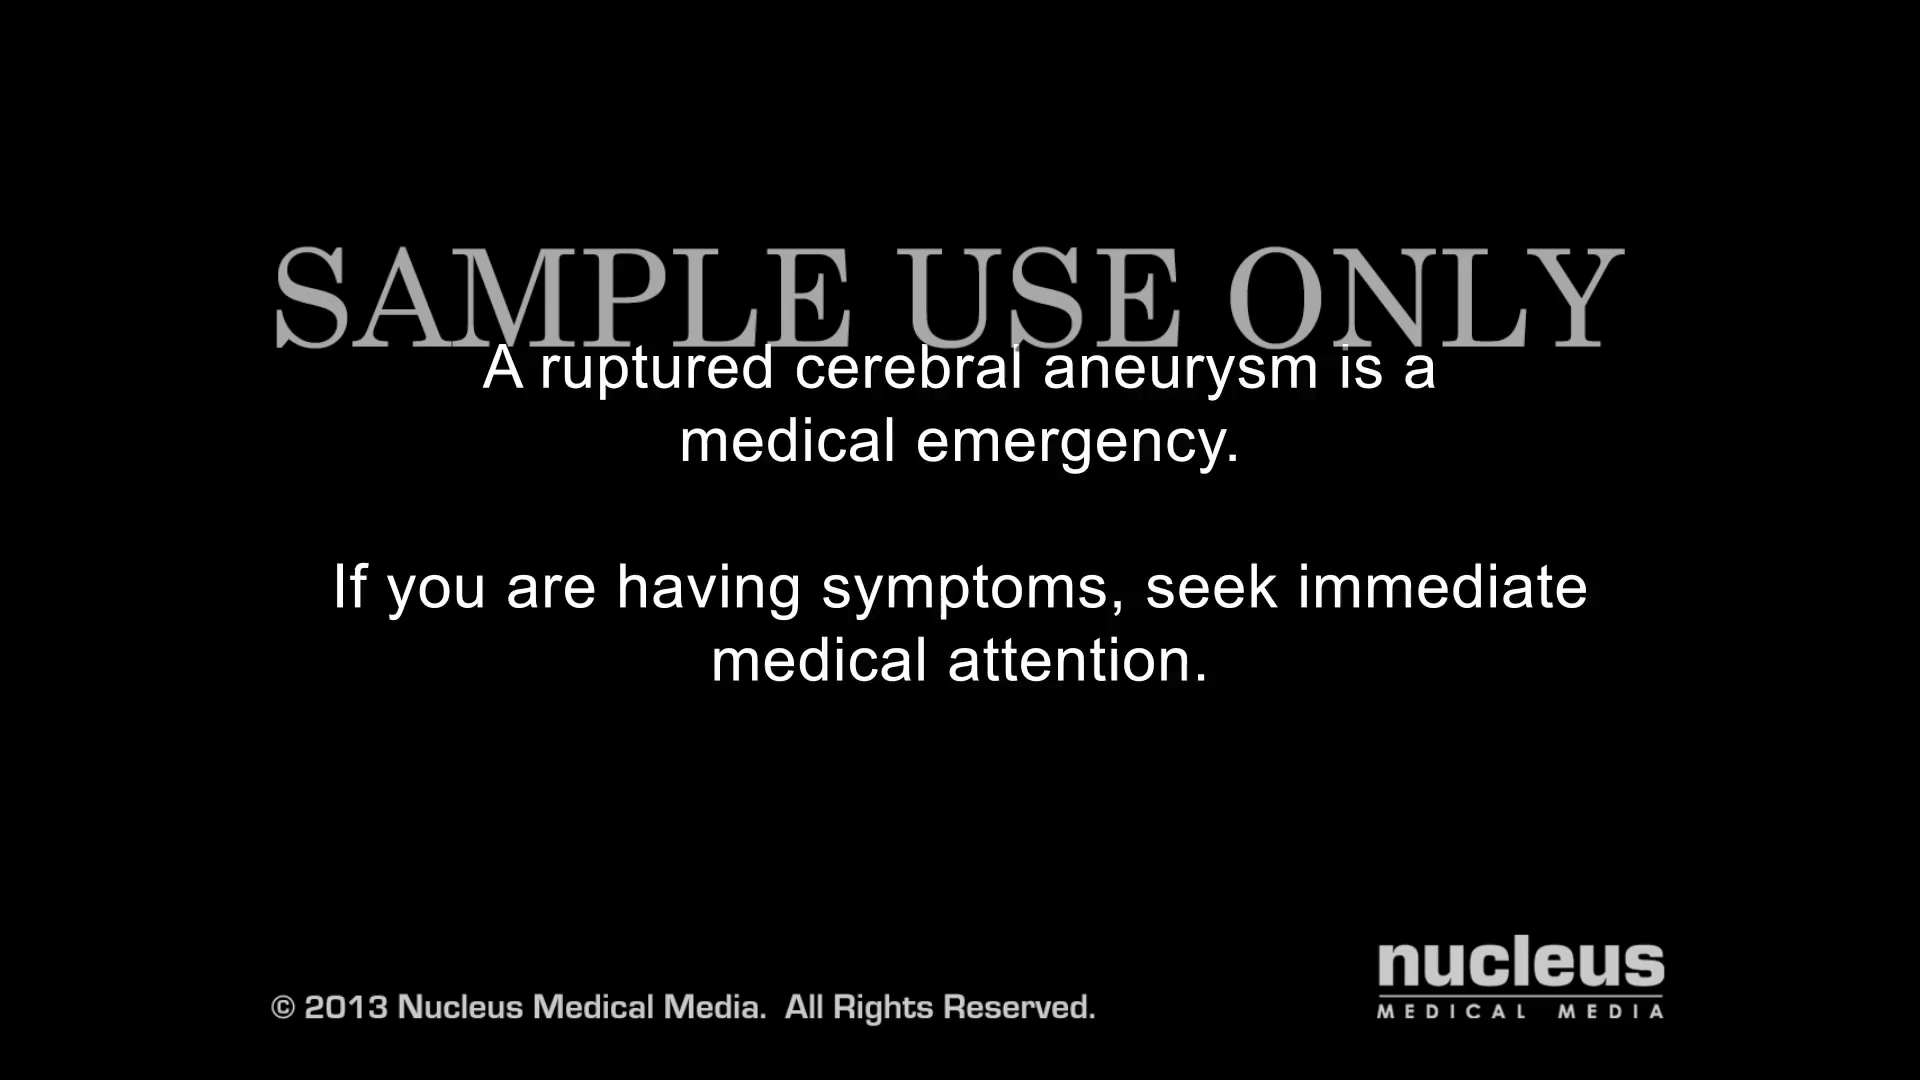 SAMPLE USE ONLY
A ruptured cerebral aneurysm is a
medical emergency.
If you are having symptoms, seek immediate
medical attention.
© 2013 Nucleus Medical Media. All Rights Reserved.
nucleus
MEDICAL MEDIA